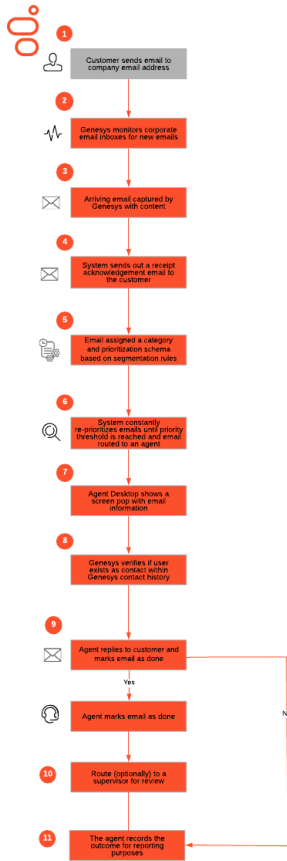 1
Customer sends email to
company email address
2
Genesys monitors corporate
email inboxes for new emails
3
Arriving email captured by
Genesys with content
4
System sends out a receipt
acknowledgement email to
the customer
5
Email assigned a category
and prioritization schema
based on segmentation rules
6
System constantly
re-prioritizes emails until priority
threshold is reached and email
routed to an agent
7
Agent Desktop shows a
screen pop with email
information
8
Genesys verifies if user
exists as contact within
Genesys contact history
9
Agent replies to customer and
marks email as done
Yes
N
Agent marks email as done
10
Route (optionally) to a
supervisor for review
11
The agent records the
outcome for reporting
purposes